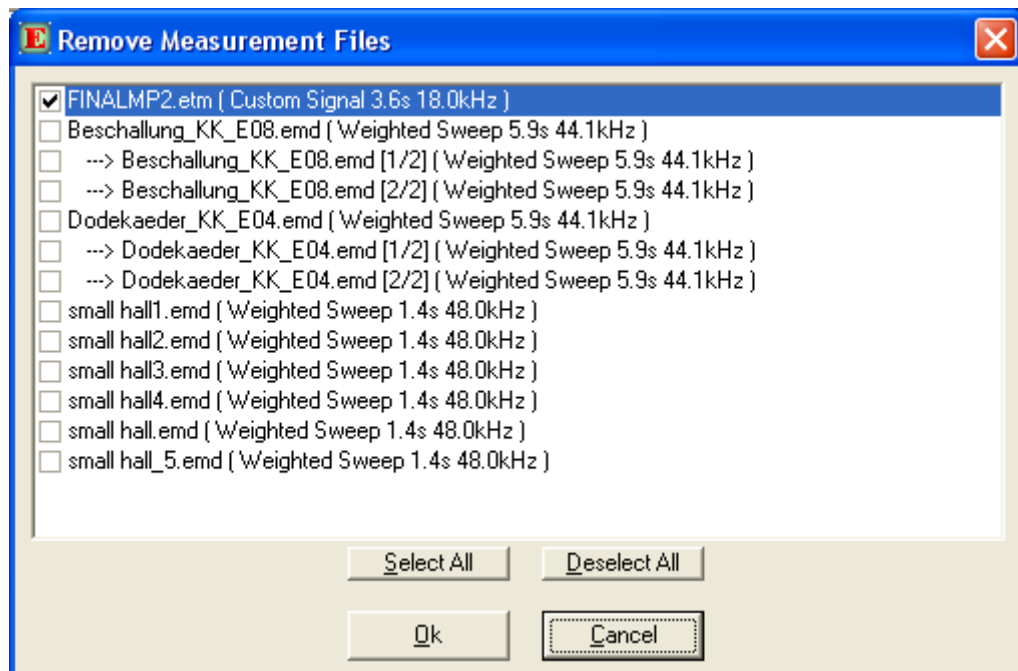 E Remove Measurement Files
FINALMP2.etm ( Custom Signal 3.6s 18.0kHz )
Beschallung_KK_E08.emd ( Weighted Sweep 5.9s 44.1kHz )
---> Beschallung_KK_E08.emd [1/2] ( Weighted Sweep 5.9s 44.1kHz )
---> Beschallung_KK_E08.emd [2/2] ( Weighted Sweep 5.9s 44.1kHz )
Dodekaeder_KK_E04.emd ( Weighted Sweep 5.9s 44.1kHz )
---> Dodekaeder_KK_E04.emd [1/2] ( Weighted Sweep 5.9s 44.1kHz )
---> Dodekaeder_KK_E04.emd [2/2] ( Weighted Sweep 5.9s 44.1kHz )
small hall1.emd ( Weighted Sweep 1.4s 48.0kHz )
small hall2.emd ( Weighted Sweep 1.4s 48.0kHz )
small hall3.emd ( Weighted Sweep 1.4s 48.0kHz )
small hall4.emd ( Weighted Sweep 1.4s 48.0kHz )
small hall.emd ( Weighted Sweep 1.4s 48.0kHz )
small hall_5.emd ( Weighted Sweep 1.4s 48.0kHz )
Select All Deselect All
Ok Cancel